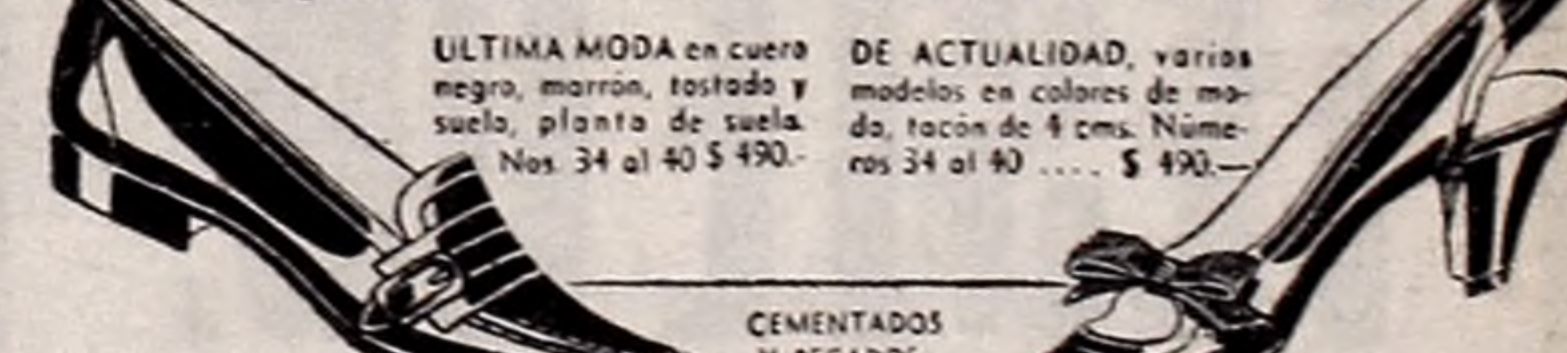 ULTIMA MODA en cuero
negro, marrón, tostado y
suelo, planta de suela.
Nos. 34 al 40 $ 490.-
DE ACTUALIDAD, varios
modelos en colores de mo-
da, tacón de 4 cms. Núme-
ros 34 al 40 .... $ 490.—
CEMENTADOS